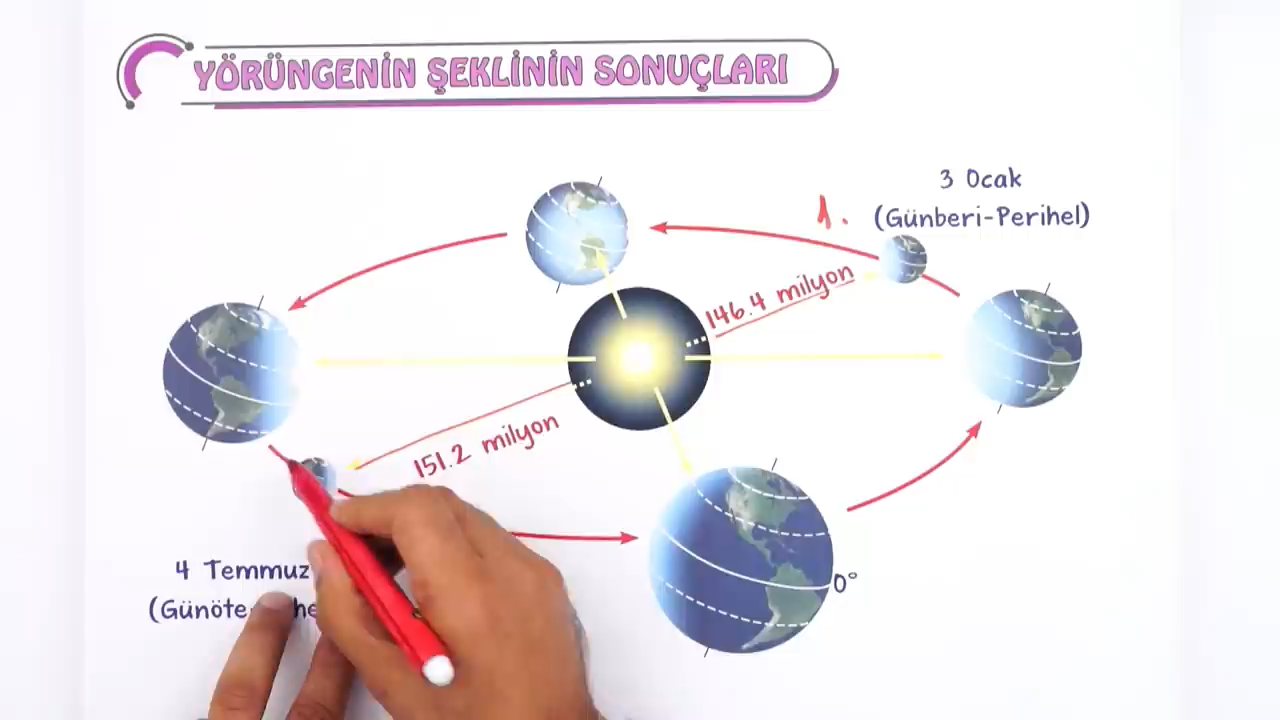 YÖRÜNGENİN ŞEKLİNİN SONUÇLARI
3 Ocak
1. (Günberi-Perihel)
146.4 milyon
151.2 milyon
4 Temmuz
0°